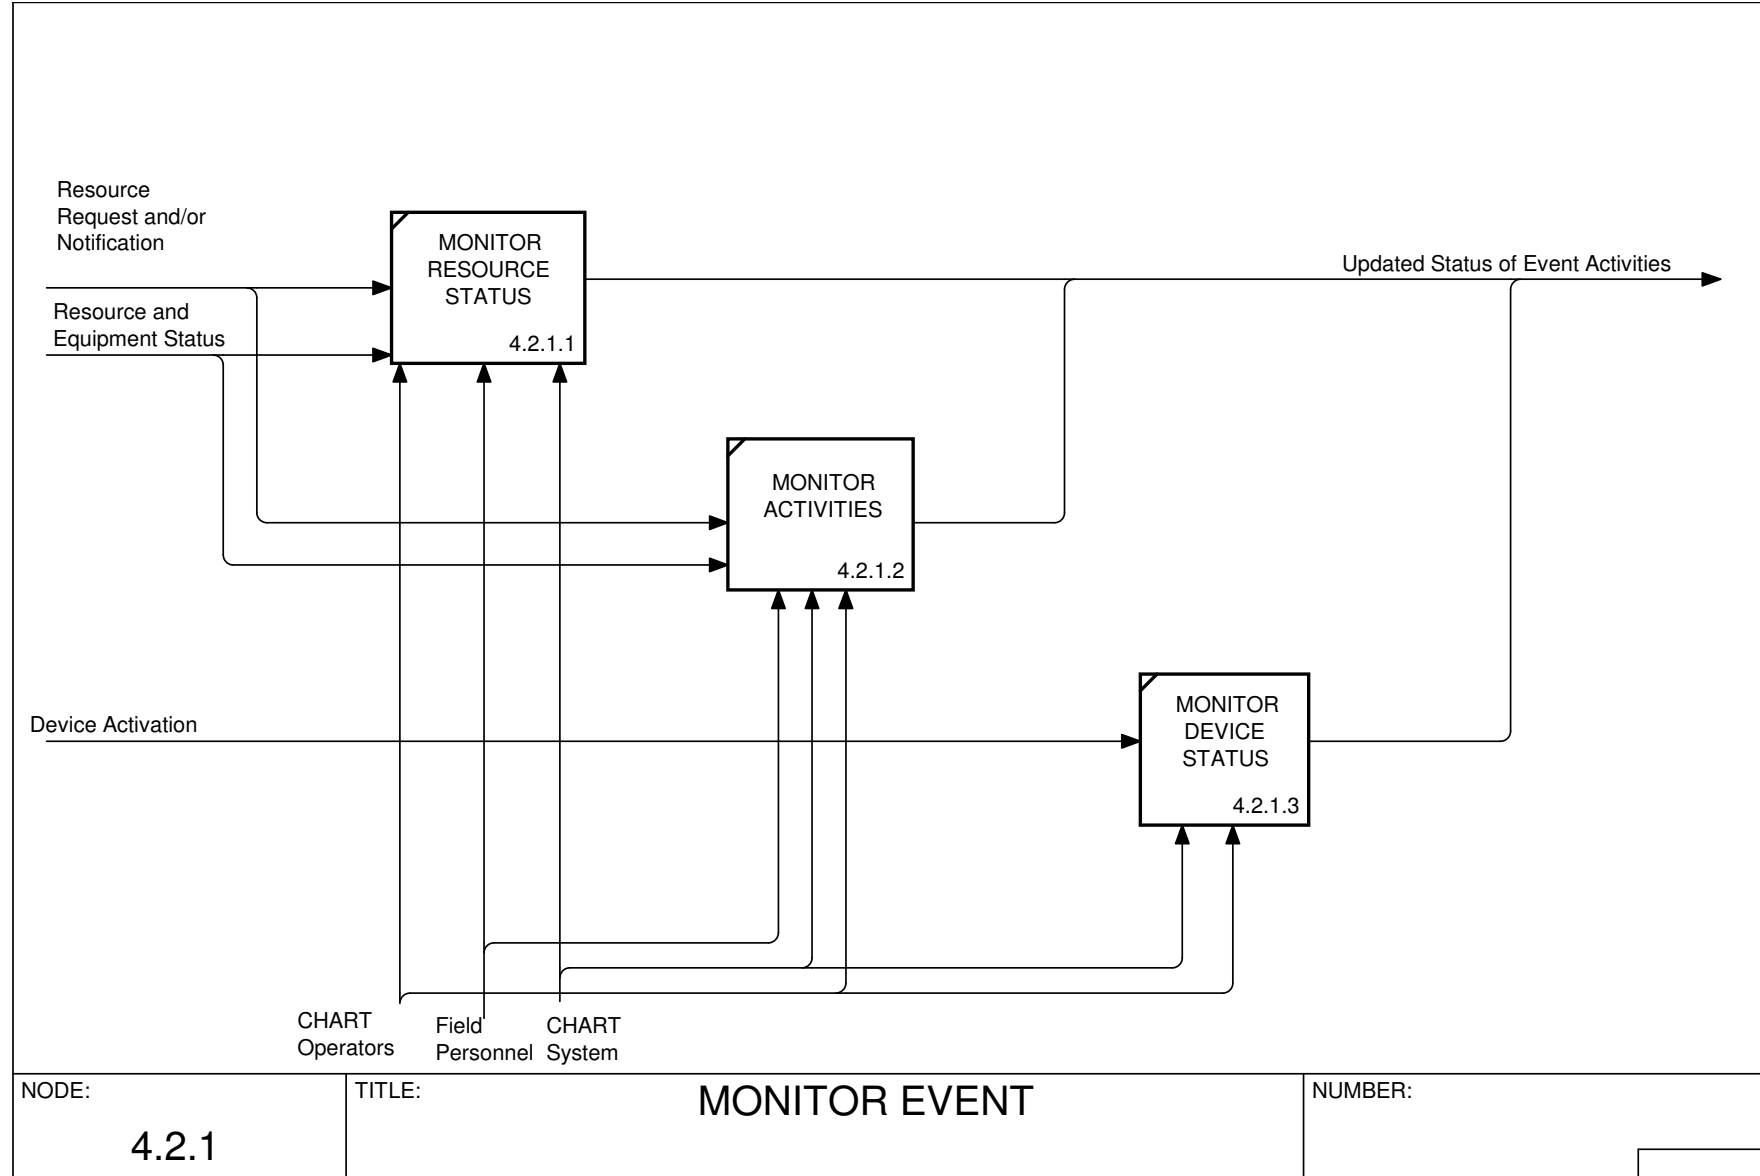 Resource
Request and/or
Notification
MONITOR
RESOURCE
STATUS
4.2.1.1
Updated Status of Event Activities
Resource and
Equipment Status
MONITOR
ACTIVITIES
4.2.1.2
Device Activation
MONITOR
DEVICE
STATUS
4.2.1.3
CHART
Operators
Field
Personnel
CHART
System
NODE:
4.2.1
TITLE:
MONITOR EVENT
NUMBER: